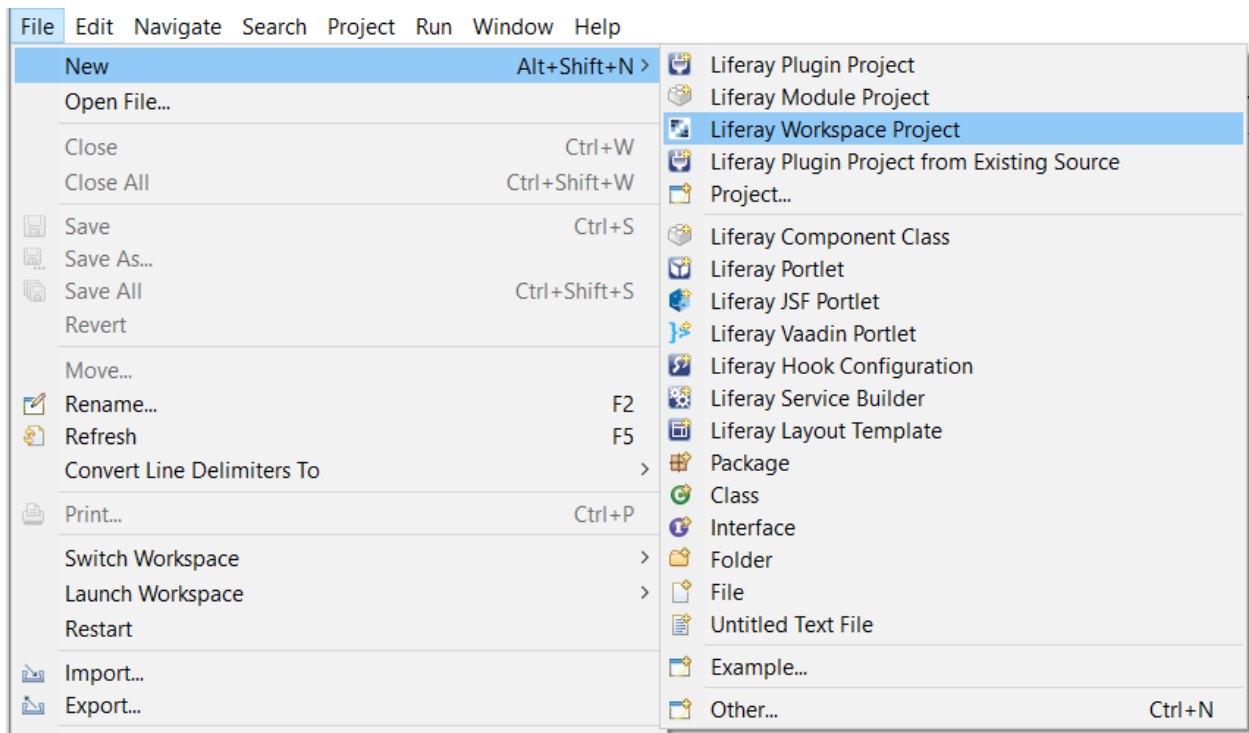 File Edit Navigate Search Project Run Window Help
New Alt+Shift+N >
Open File...
Close Ctrl+W
Close All Ctrl+Shift+W
Save Ctrl+S
Save As...
Save All Ctrl+Shift+S
Revert
Move...
Rename... F2
Refresh F5
Convert Line Delimiters To >
Print... Ctrl+P
Switch Workspace >
Launch Workspace >
Restart
Import...
Export...
Liferay Plugin Project
Liferay Module Project
Liferay Workspace Project
Liferay Plugin Project from Existing Source
Project...
Liferay Component Class
Liferay Portlet
Liferay JSF Portlet
Liferay Vaadin Portlet
Liferay Hook Configuration
Liferay Service Builder
Liferay Layout Template
Package
Class
Interface
Folder
File
Untitled Text File
Example...
Other... Ctrl+N